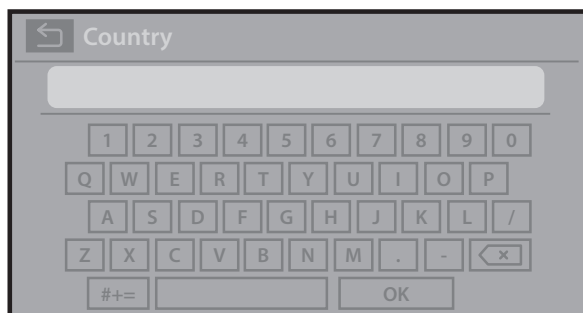 Country
1 2 3 4 5 6 7 8 9 0
Q W E R T Y U I O P
A S D F G H J K L /
Z X C V B N M . -
#+= OK